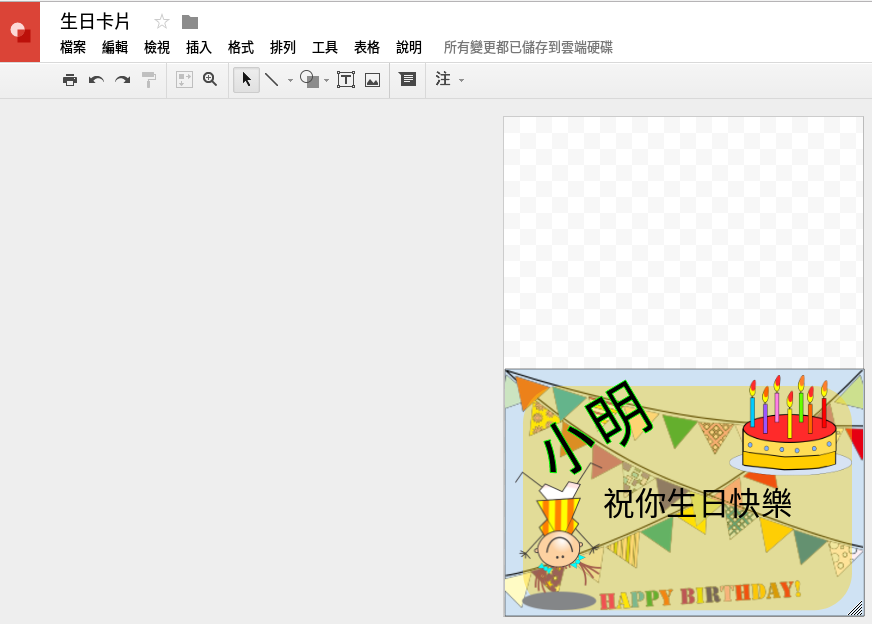 生日卡片
檔案 編輯 檢視 插入 格式 排列 工具 表格 說明 所有變更都已儲存到雲端硬碟
注
小明
祝你生日快樂
HAPPY BIRTHDAY!